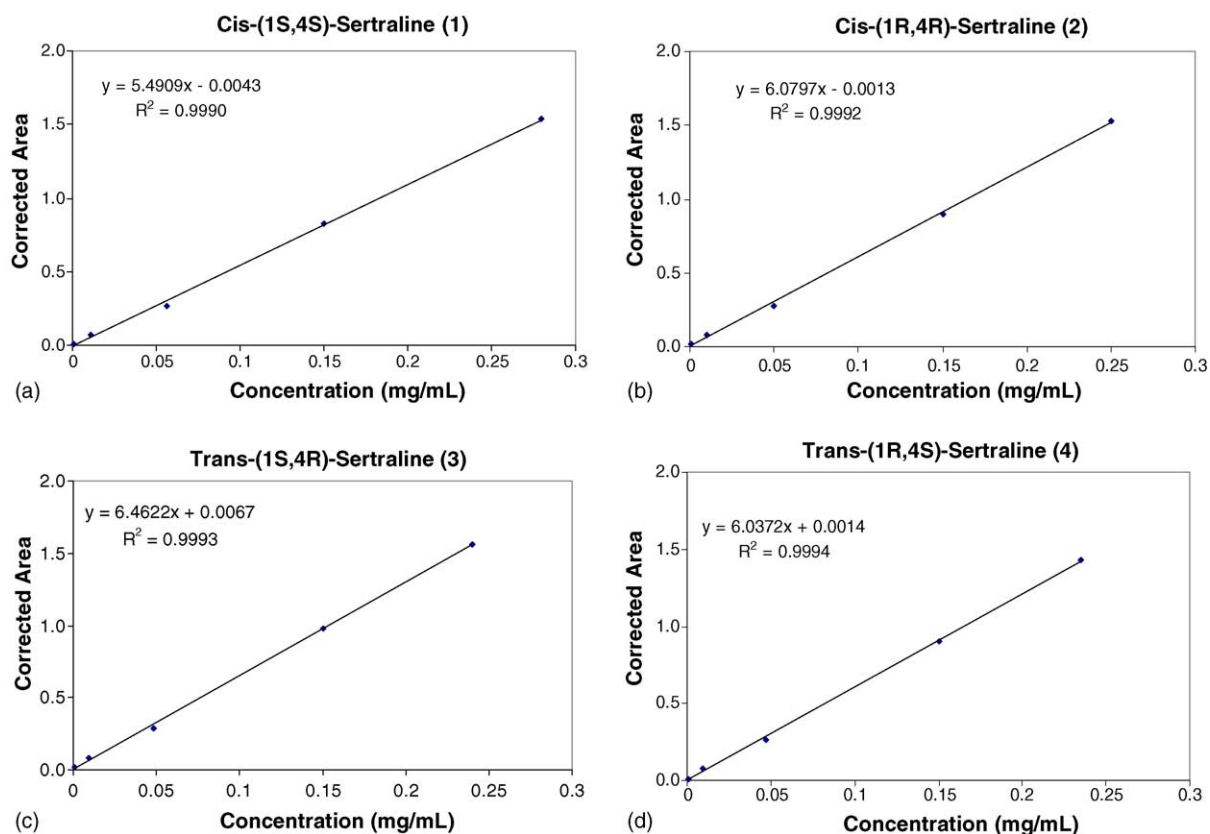 Cis-(1S,4S)-Sertraline (1)
2.0
1.5
1.0
0.5
0.0
y = 5.4909x - 0.0043
R² = 0.9990
Corrected Area
0 0.05 0.1 0.15 0.2 0.25 0.3
Concentration (mg/mL)
(a)
Cis-(1R,4R)-Sertraline (2)
2.0
1.5
1.0
0.5
0.0
y = 6.0797x - 0.0013
R² = 0.9992
Corrected Area
0 0.05 0.1 0.15 0.2 0.25 0.3
Concentration (mg/mL)
(b)
Trans-(1S,4R)-Sertraline (3)
2.0
1.5
1.0
0.5
0.0
y = 6.4622x + 0.0067
R² = 0.9993
Corrected Area
0 0.05 0.1 0.15 0.2 0.25 0.3
Concentration (mg/mL)
(c)
Trans-(1R,4S)-Sertraline (4)
2.0
1.5
1.0
0.5
0.0
y = 6.0372x + 0.0014
R² = 0.9994
Corrected Area
0 0.05 0.1 0.15 0.2 0.25 0.3
Concentration (mg/mL)
(d)